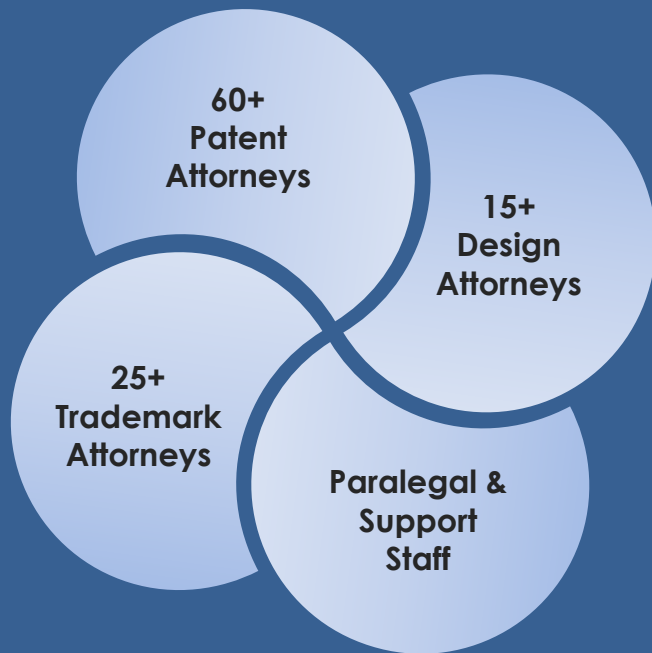 60+
Patent
Attorneys
15+
Design
Attorneys
25+
Trademark
Attorneys
Paralegal &
Support
Staff